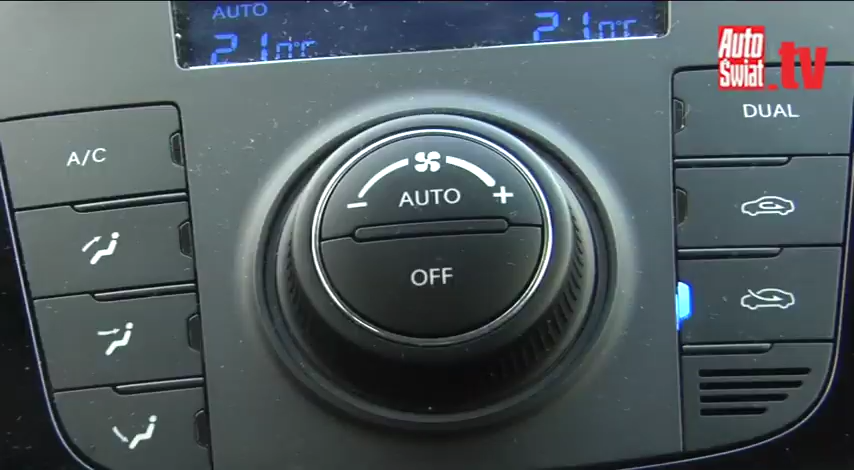 AUTO
21.0°C 21.0°C
Auto
Świat.tv
A/C
DUAL
- +
AUTO
OFF